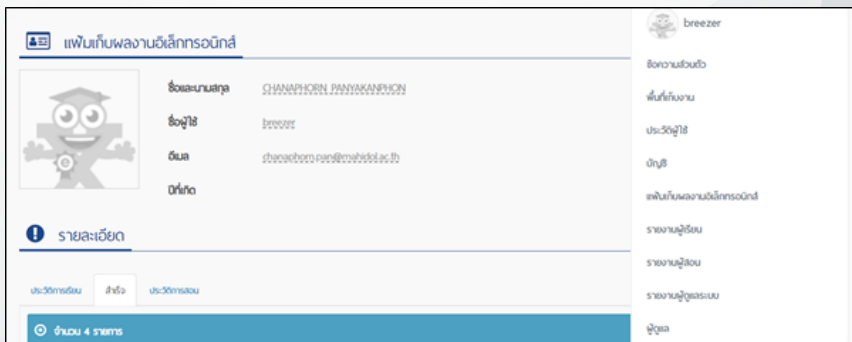 แฟ้มเก็บผลงานอิเล็กทรอนิกส์
ชื่อและนามสกุล CHANAPHORN PANYAKANPHON
ชื่อผู้ใช้ breezer
อีเมล chanaphorn.pan@mahidol.ac.th
ปีที่เกิด
รายละเอียด
ประวัติการเรียน สำเร็จ ประวัติการสอน
จำนวน 4 รายการ
breezer
ข้อความส่วนตัว
พื้นที่เก็บงาน
ประวัติผู้ใช้
บัญชี
แฟ้มเก็บผลงานอิเล็กทรอนิกส์
รายงานผู้เรียน
รายงานผู้สอน
รายงานผู้ดูแลระบบ
ผู้ดูแล